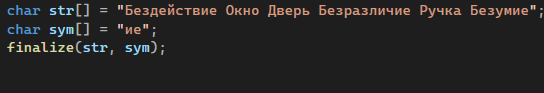 char str[] = "Бездействие Окно Дверь Безразличие Ручка Безумие";
char sym[] = "ие";
finalize(str, sym);